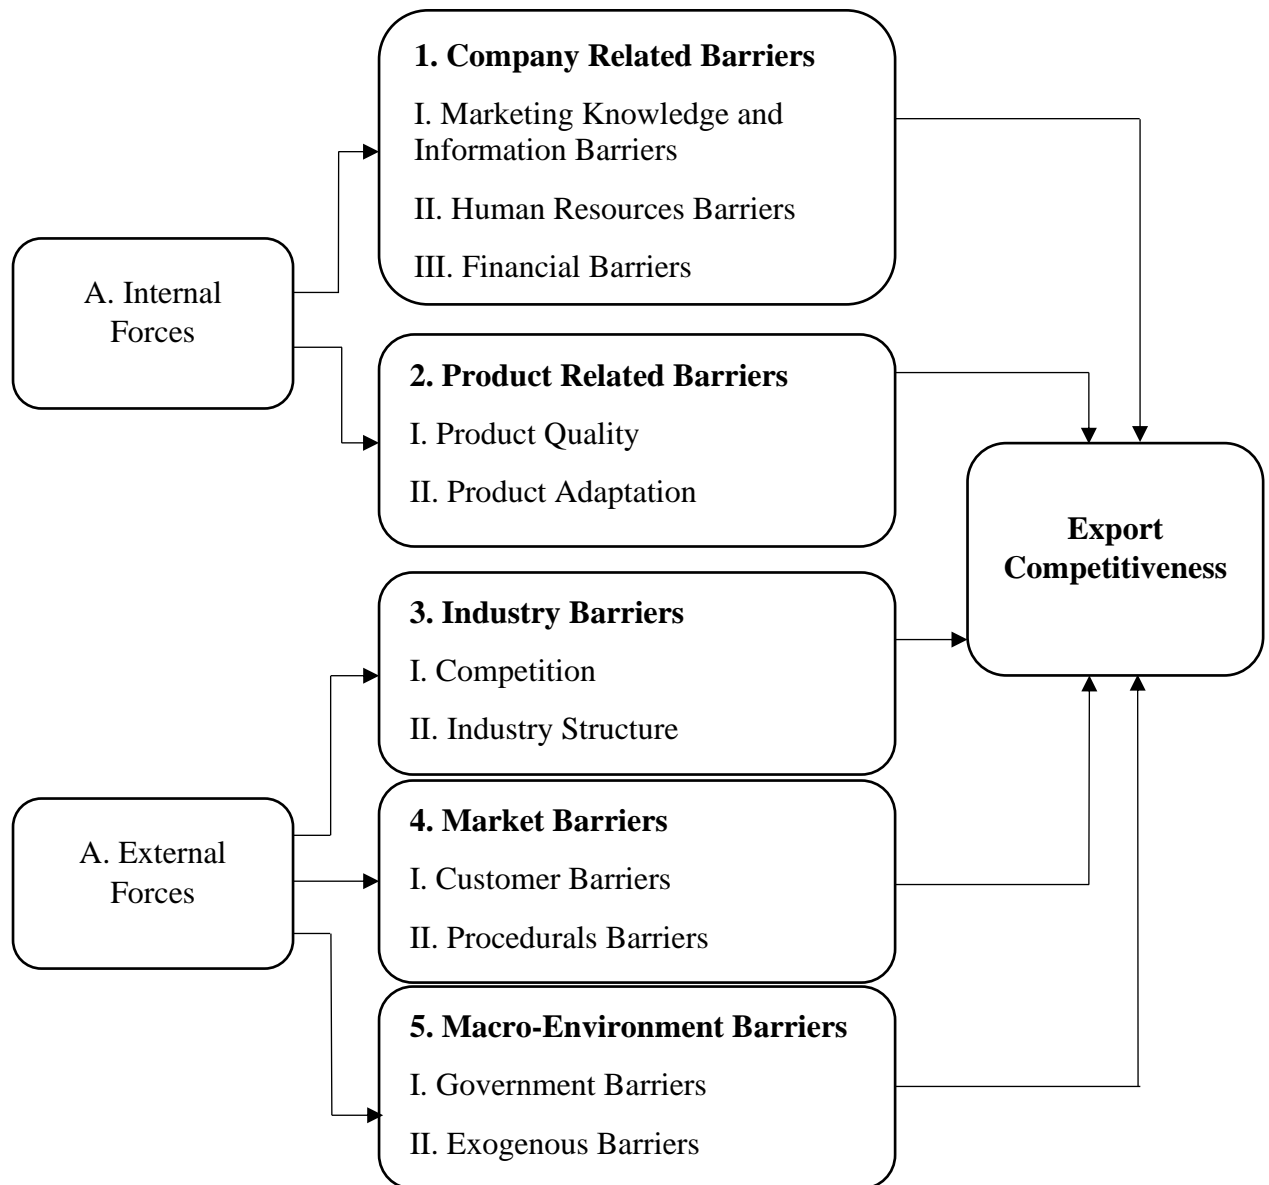 1. Company Related Barriers
I. Marketing Knowledge and
Information Barriers
II. Human Resources Barriers
III. Financial Barriers
A. Internal
Forces
2. Product Related Barriers
I. Product Quality
II. Product Adaptation
Export
Competitiveness
3. Industry Barriers
I. Competition
II. Industry Structure
A. External
Forces
4. Market Barriers
I. Customer Barriers
II. Procedurals Barriers
5. Macro-Environment Barriers
I. Government Barriers
II. Exogenous Barriers